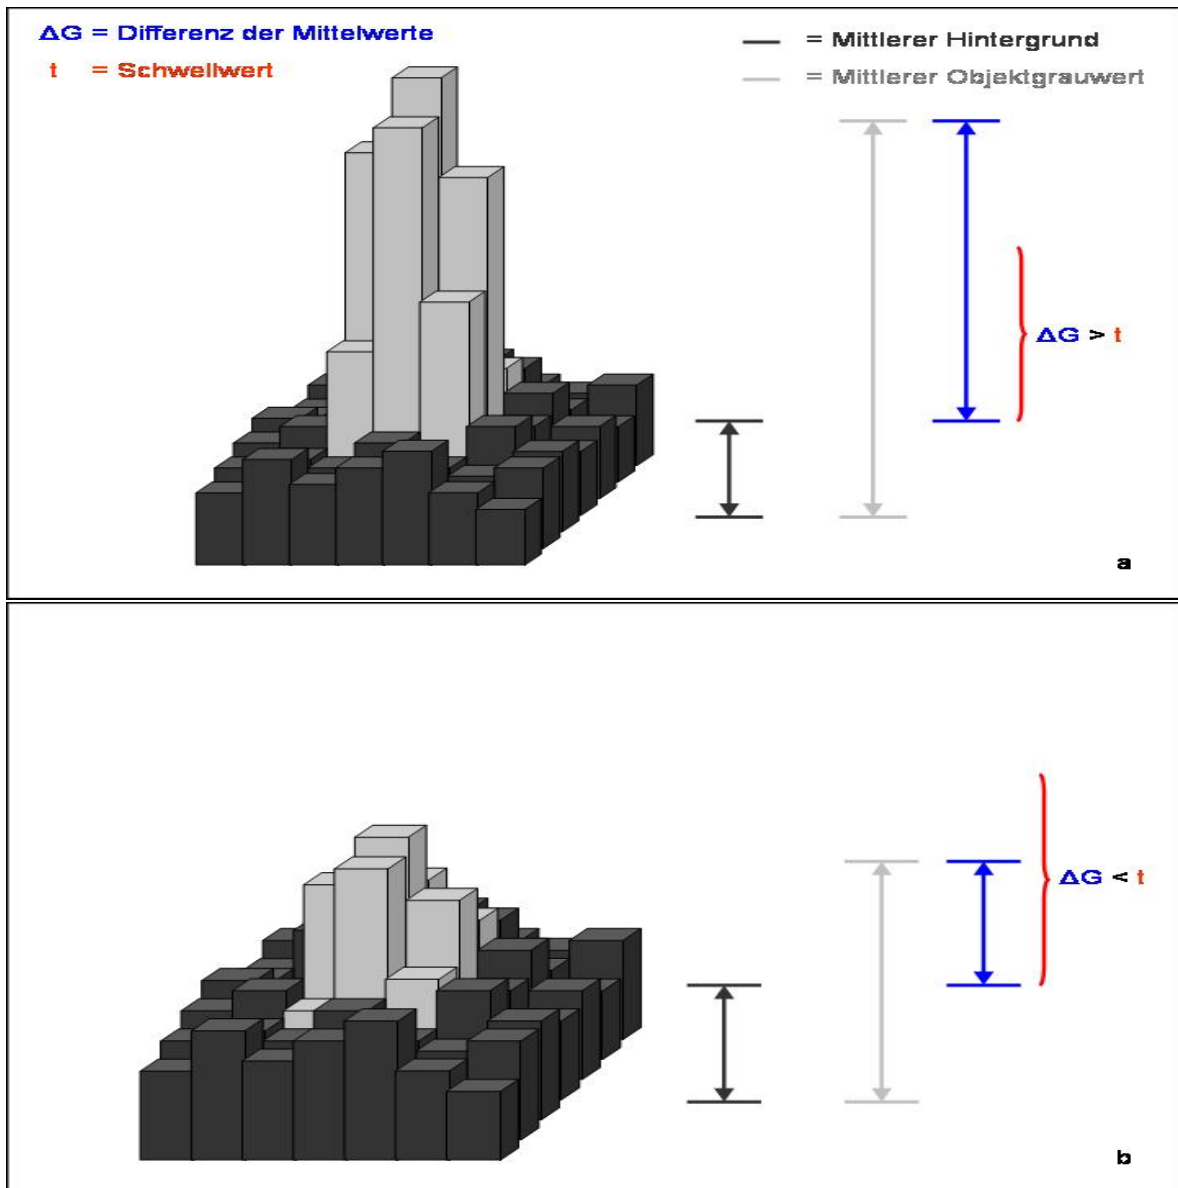 ΔG = Differenz der Mittelwerte
t = Schwellwert
= Mittlerer Hintergrund
= Mittlerer Objektgrauwert
ΔG > t
a
ΔG < t
b